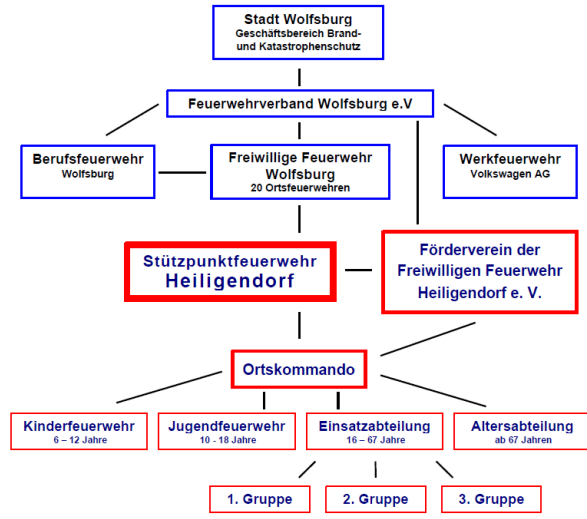 Stadt Wolfsburg
Geschäftsbereich Brand-
und Katastrophenschutz
Feuerwehrverband Wolfsburg e.V
Berufsfeuerwehr
Wolfsburg
Freiwillige Feuerwehr
Wolfsburg
20 Ortsfeuerwehren
Werkfeuerwehr
Volkswagen AG
Stützpunktfeuerwehr
Heiligendorf
Förderverein der
Freiwilligen Feuerwehr
Heiligendorf e. V.
Ortskommando
Kinderfeuerwehr
6 – 12 Jahre
Jugendfeuerwehr
10 - 18 Jahre
Einsatzabteilung
16 – 67 Jahre
Altersabteilung
ab 67 Jahren
1. Gruppe
2. Gruppe
3. Gruppe